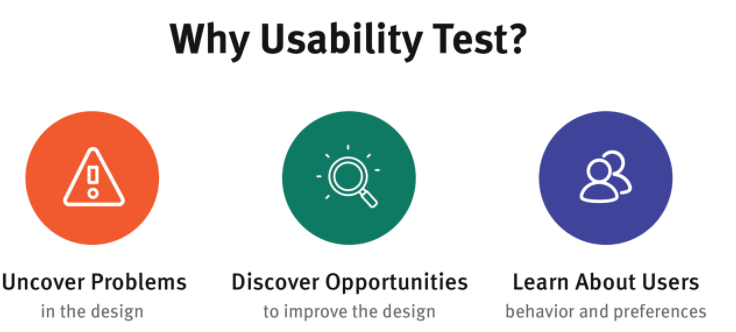 Why Usability Test?
Uncover Problems
in the design
Discover Opportunities
to improve the design
Learn About Users
behavior and preferences